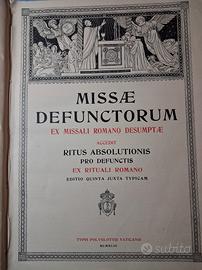 MISSÆ
DEFUNCTORUM
EX MISSALI ROMANO DESUMPTÆ
ACCEDIT
RITUS ABSOLUTIONIS
PRO DEFUNCTIS
EX RITUALI ROMANO
EDITIO QUINTA JUXTA TYPICAM
TYPIS POLYGLOTTIS VATICANIS
subito